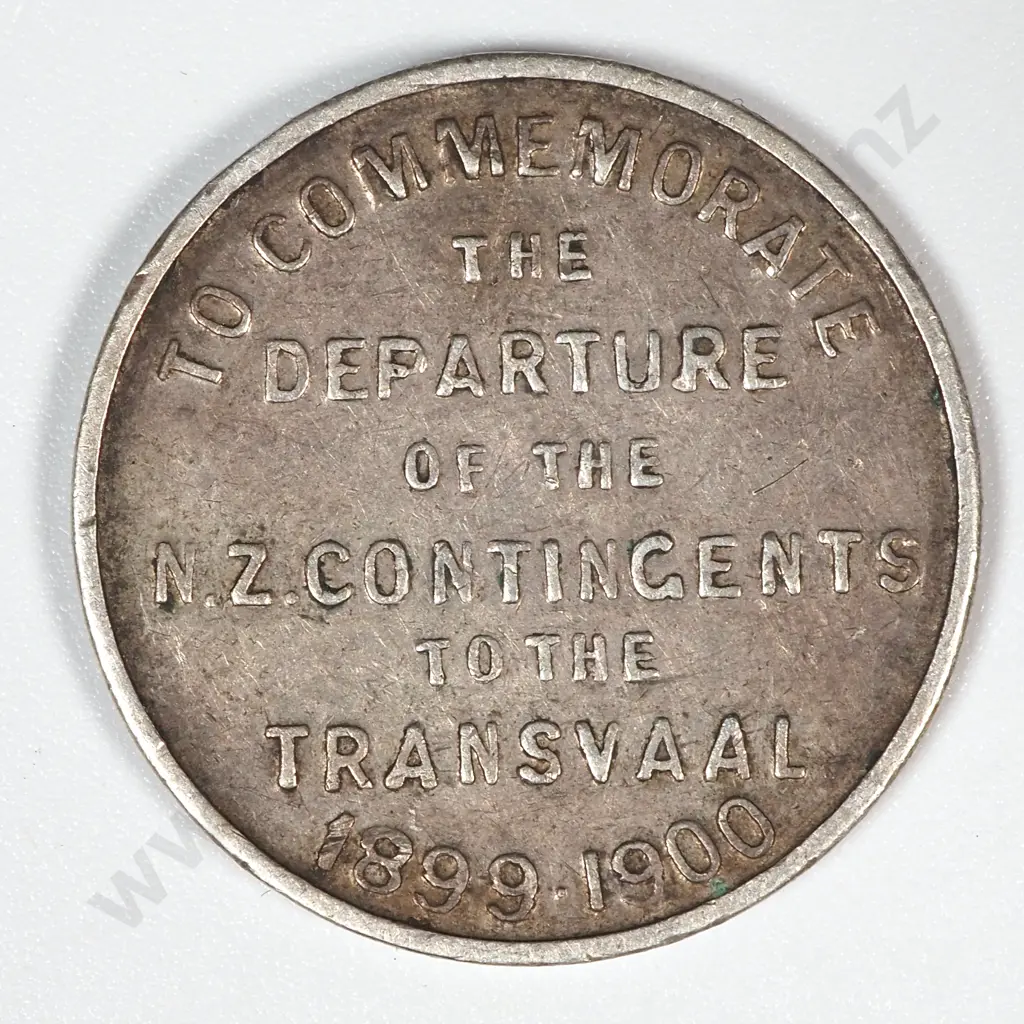 TO COMMEMORATE
THE
DEPARTURE
OF THE
N.Z.CONTINGENTS
TO THE
TRANSVAAL
1899.1900